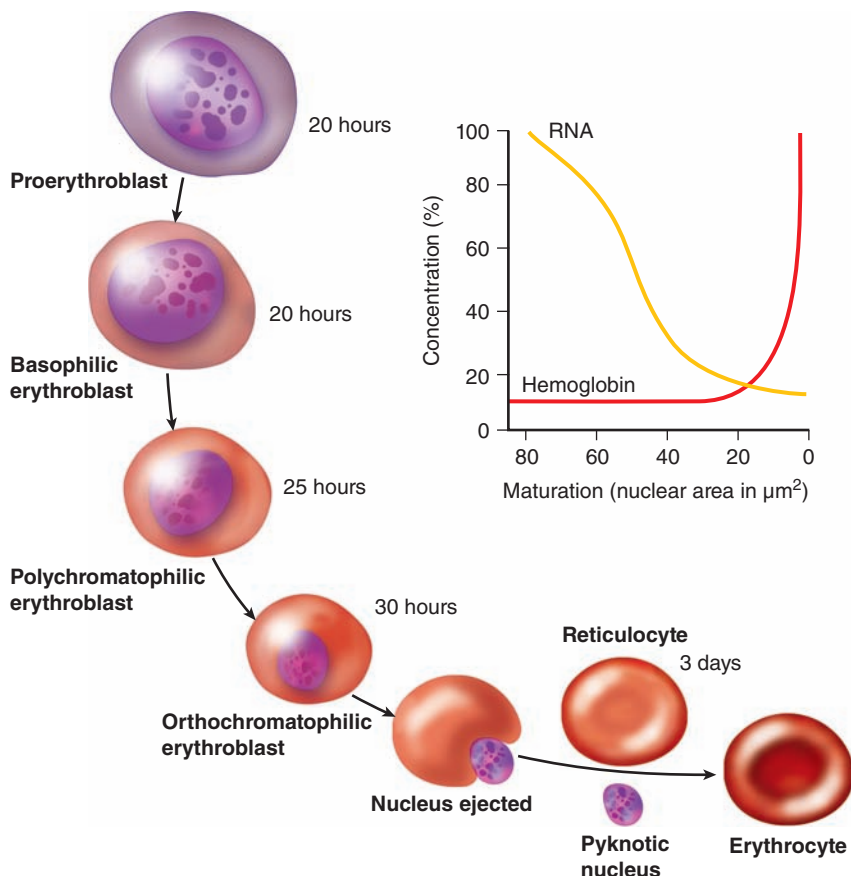 20 hours
Proerythroblast
20 hours
Basophilic
erythroblast
25 hours
Polychromatophilic
erythroblast
30 hours
Orthochromatophilic
erythroblast
Nucleus ejected
Reticulocyte
3 days
Pyknotic
nucleus
Erythrocyte
Concentration (%)
100
80
60
40
20
0
RNA
Hemoglobin
80 60 40 20 0
Maturation (nuclear area in µm²)